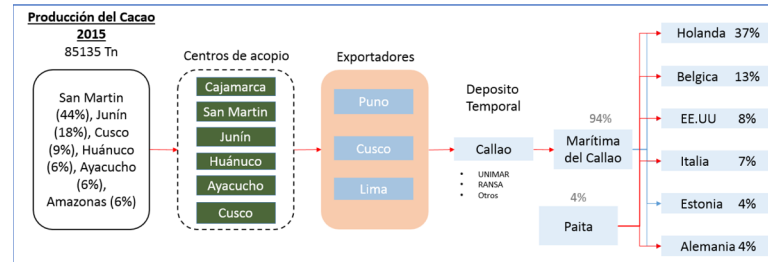 Producción del Cacao
2015
85135 Tn
San Martin
(44%), Junín
(18%), Cusco
(9%), Huánuco
(6%), Ayacucho
(6%),
Amazonas (6%)
Centros de acopio
Cajamarca
San Martin
Junín
Huánuco
Ayacucho
Cusco
Exportadores
Puno
Cusco
Lima
Deposito
Temporal
Callao
• UNIMAR
• RANSA
• Otros
94%
Marítima
del Callao
4%
Paita
Holanda 37%
Belgica 13%
EE.UU 8%
Italia 7%
Estonia 4%
Alemania 4%